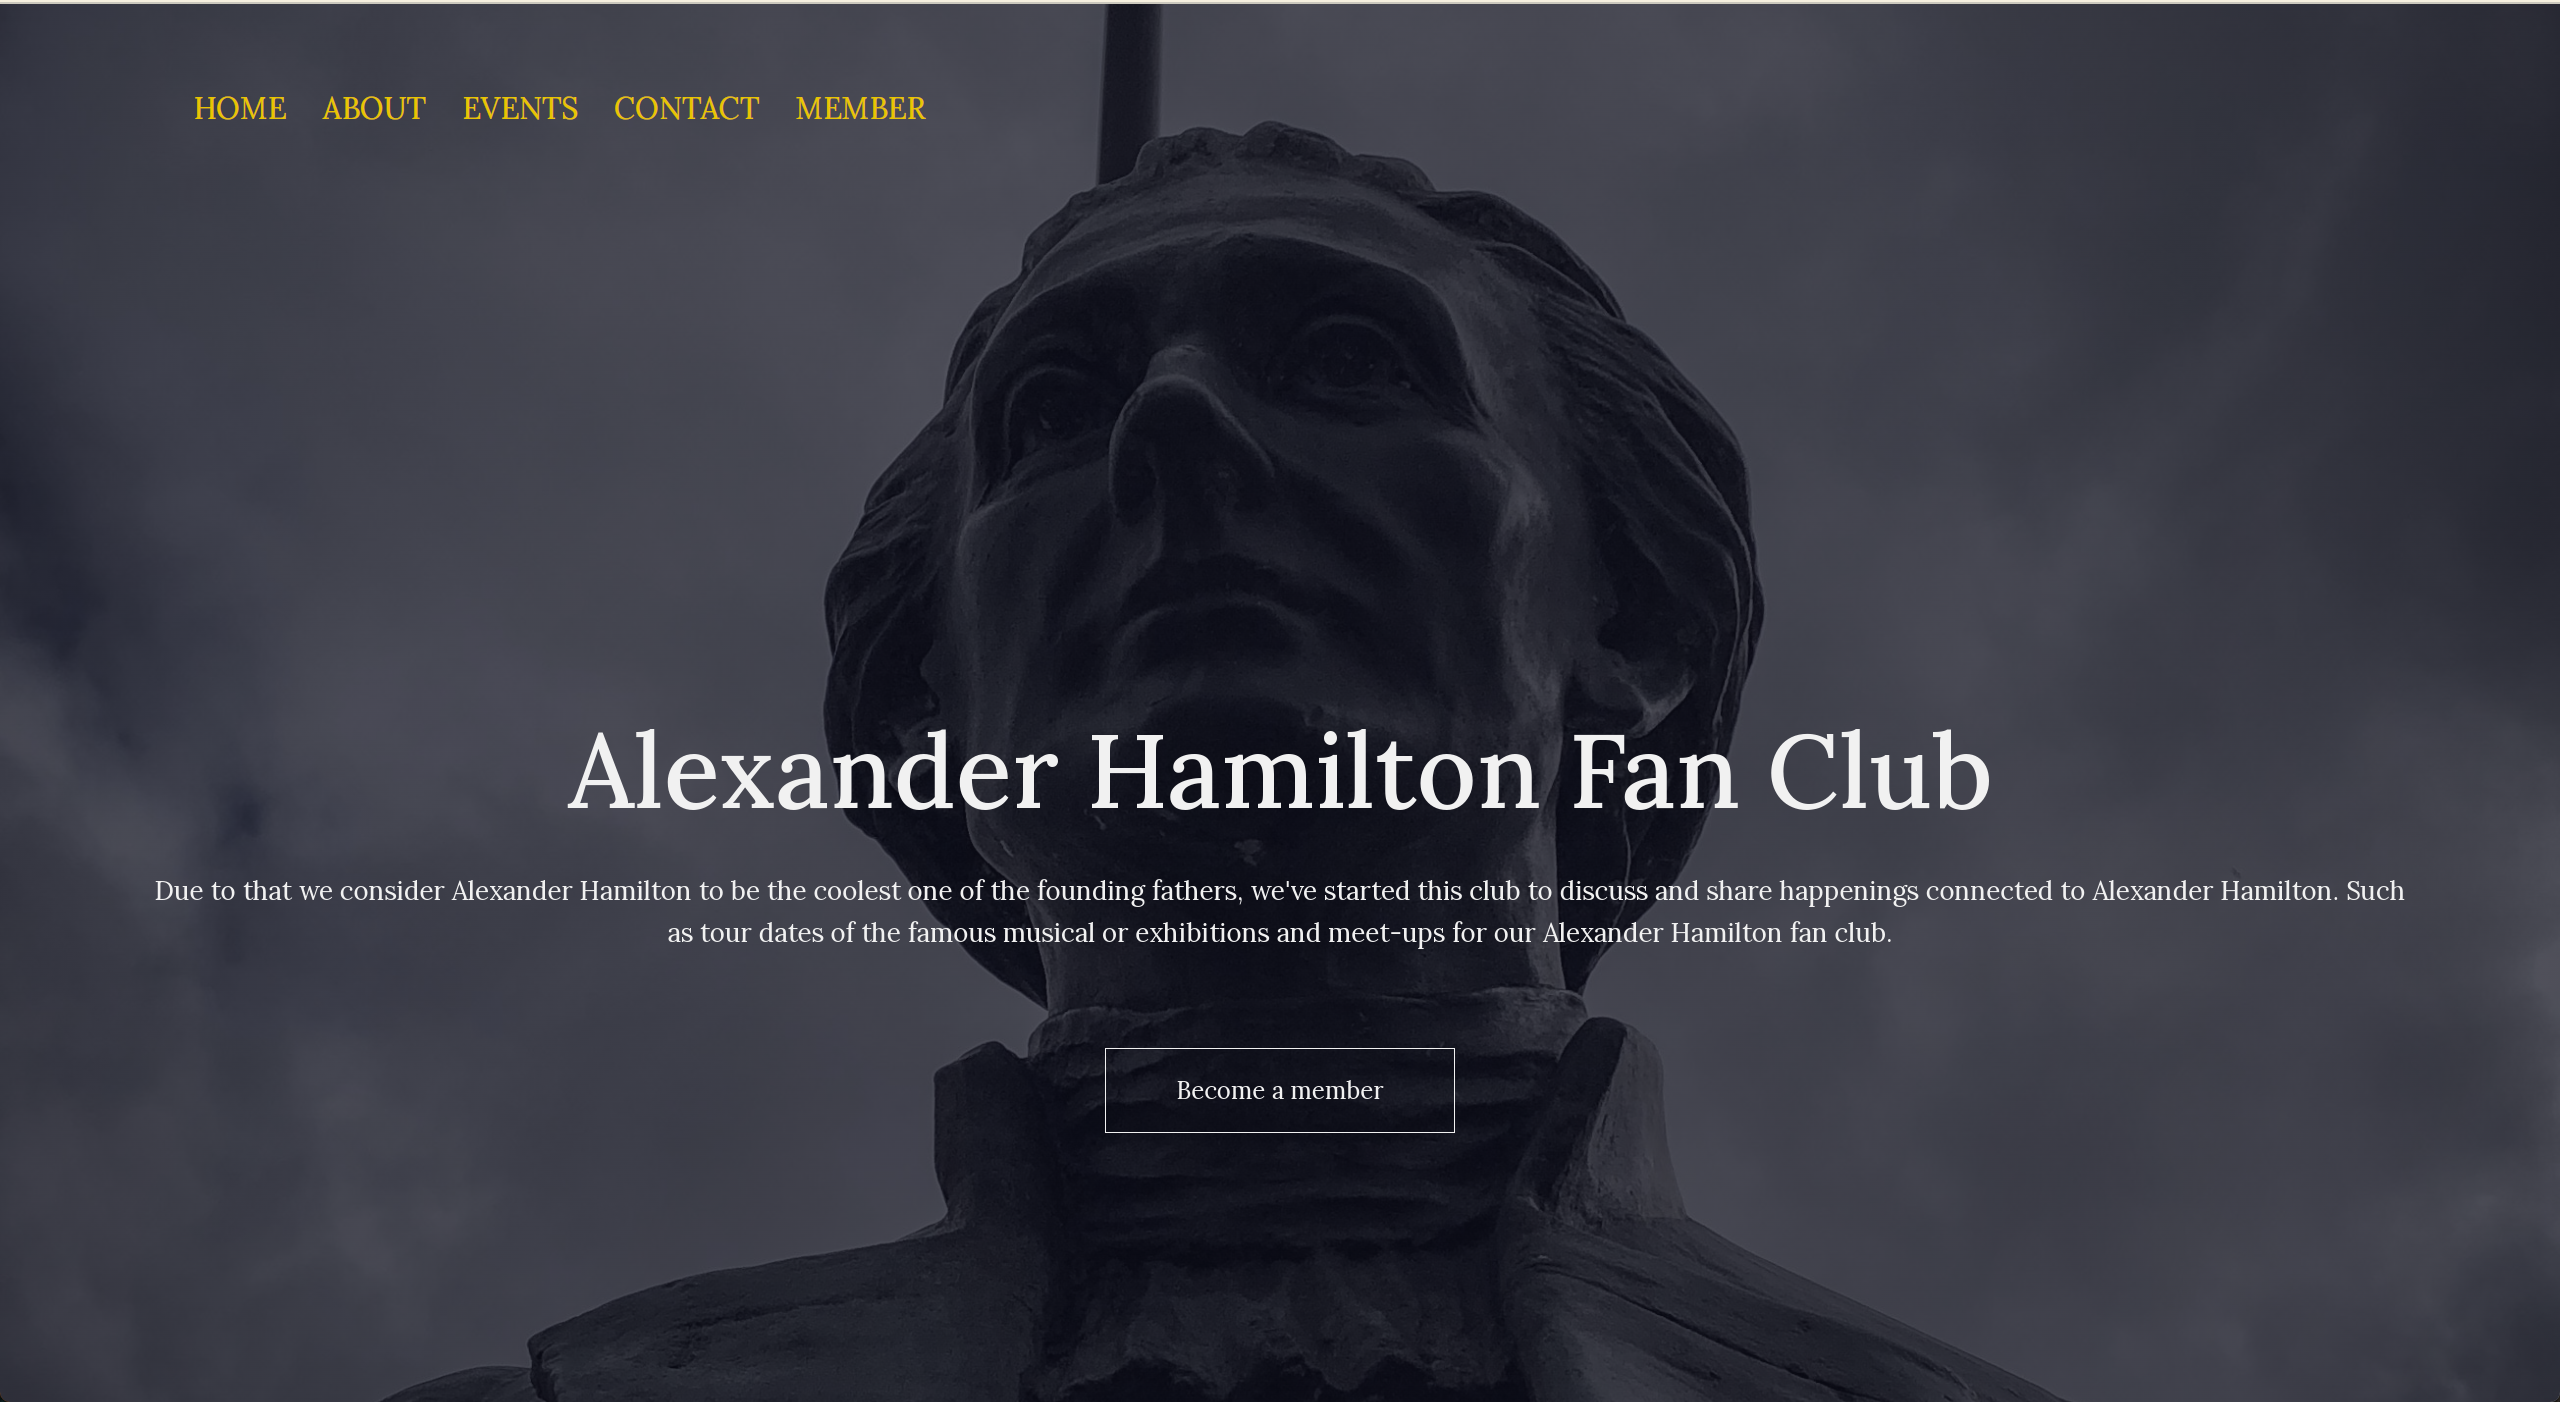 HOME ABOUT EVENTS CONTACT MEMBER
Alexander Hamilton Fan Club
Due to that we consider Alexander Hamilton to be the coolest one of the founding fathers, we've started this club to discuss and share happenings connected to Alexander Hamilton. Such
as tour dates of the famous musical or exhibitions and meet-ups for our Alexander Hamilton fan club.
Become a member